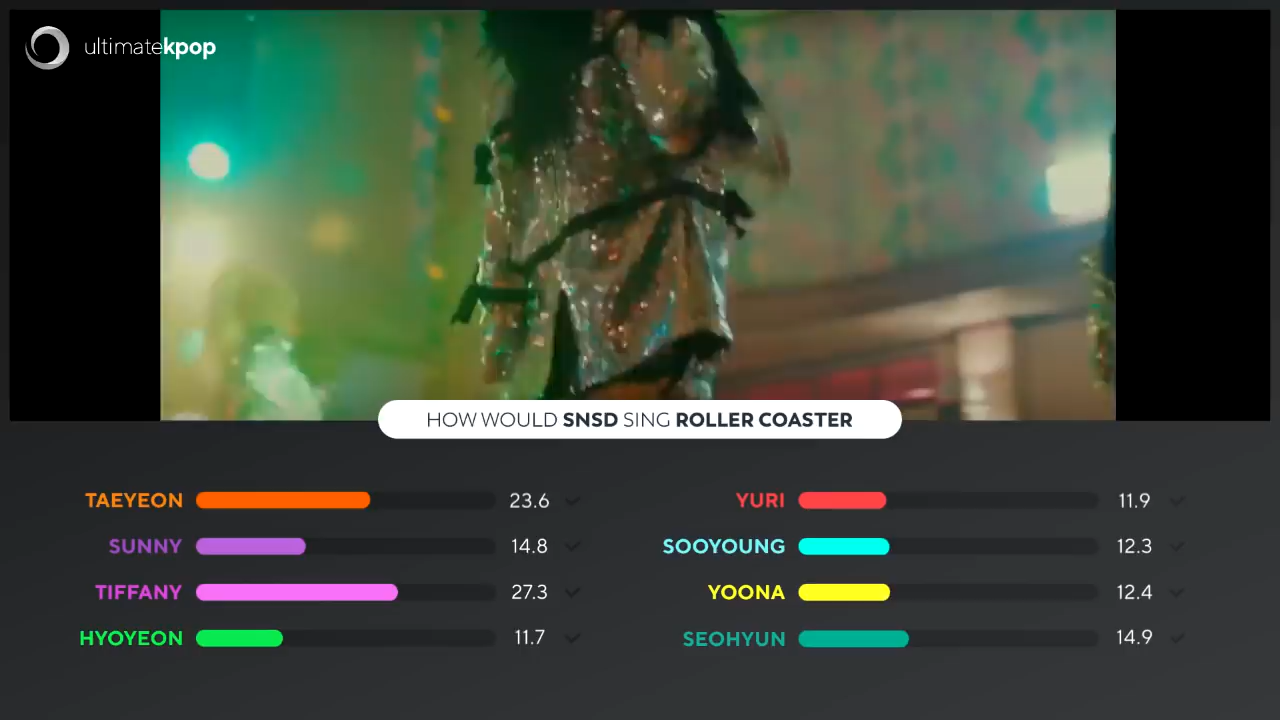 ultimatekpop
HOW WOULD SNSD SING ROLLER COASTER
TAEYEON 23.6
SUNNY 14.8
TIFFANY 27.3
HYOYEON 11.7
YURI 11.9
SOOYOUNG 12.3
YOONA 12.4
SEOHYUN 14.9